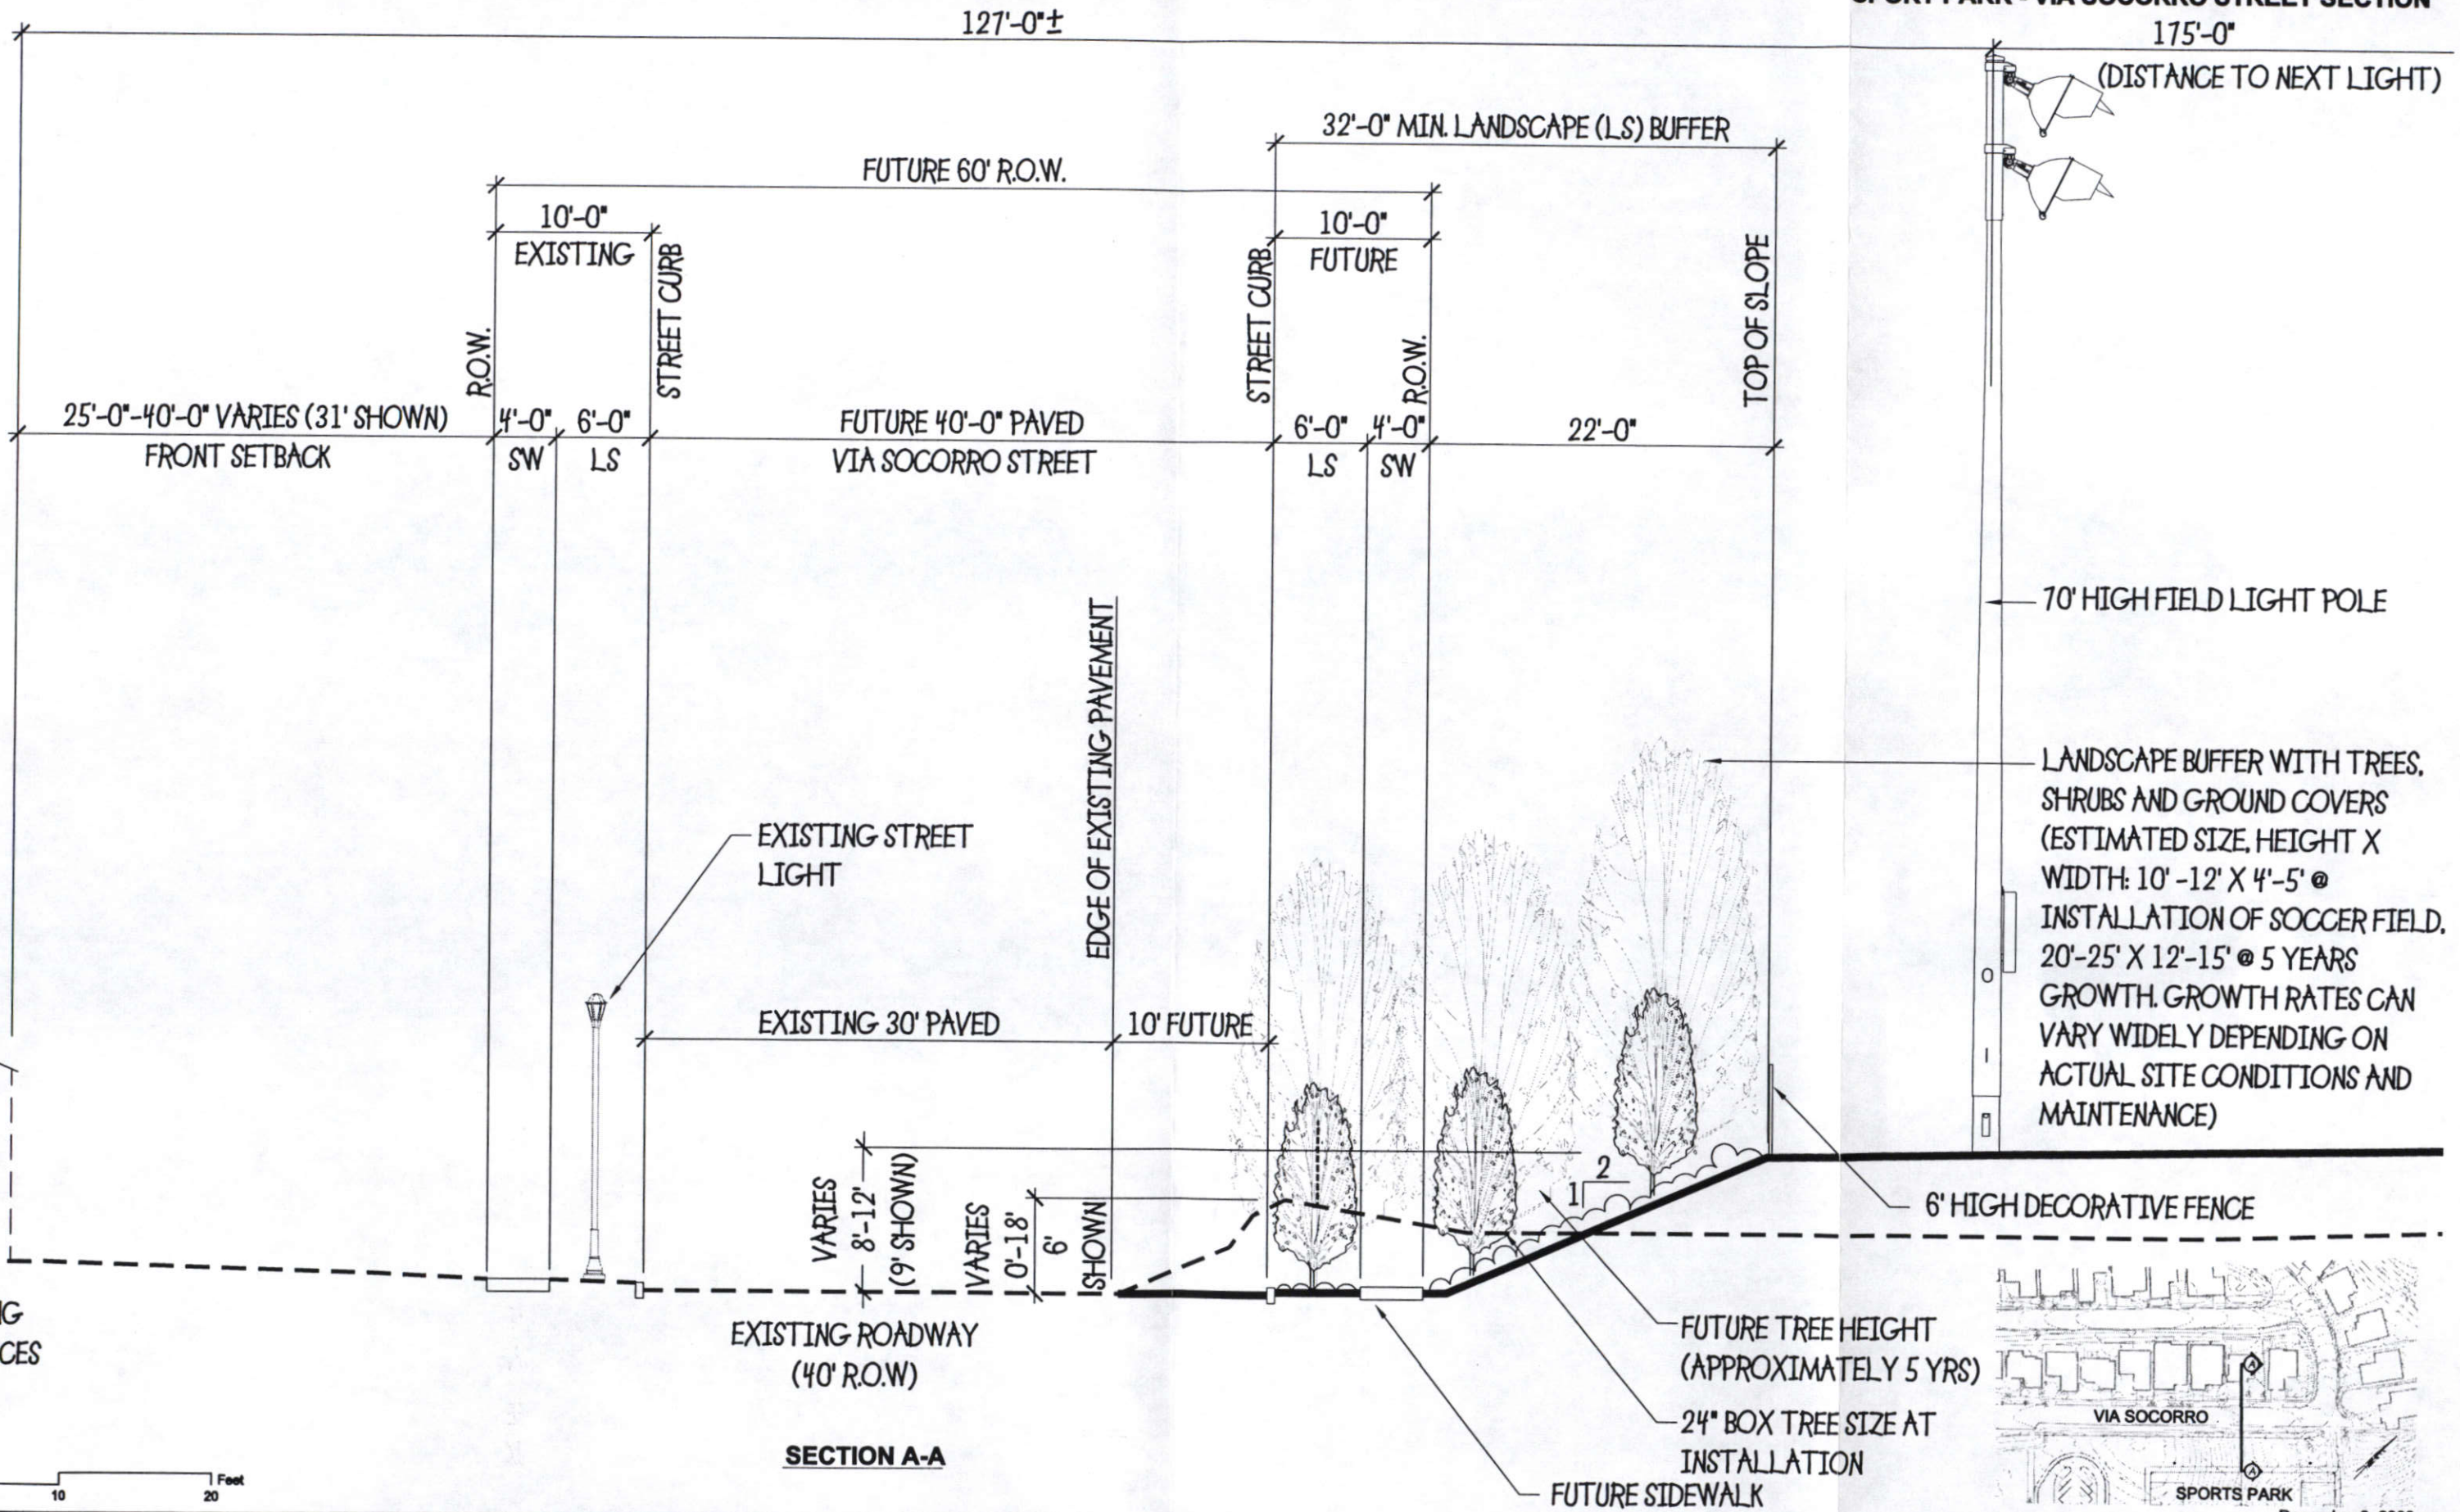 SPORT PARK - VIA SOCORRO STREET SECTION
127'-0"±
175'-0"
(DISTANCE TO NEXT LIGHT)
32'-0" MIN. LANDSCAPE (LS) BUFFER
FUTURE 60' R.O.W.
10'-0"
EXISTING
10'-0"
FUTURE
R.O.W.
STREET CURB
STREET CURB
R.O.W.
TOP OF SLOPE
25'-0"-40'-0" VARIES (31' SHOWN)
FRONT SETBACK
4'-0"
SW
6'-0"
LS
FUTURE 40'-0" PAVED
VIA SOCORRO STREET
6'-0"
LS
4'-0"
SW
22'-0"
70' HIGH FIELD LIGHT POLE
EDGE OF EXISTING PAVEMENT
LANDSCAPE BUFFER WITH TREES,
SHRUBS AND GROUND COVERS
(ESTIMATED SIZE, HEIGHT X
WIDTH: 10' -12' X 4'-5' @
INSTALLATION OF SOCCER FIELD,
20'-25' X 12'-15' @ 5 YEARS
GROWTH. GROWTH RATES CAN
VARY WIDELY DEPENDING ON
ACTUAL SITE CONDITIONS AND
MAINTENANCE)
EXISTING STREET
LIGHT
EXISTING 30' PAVED
10' FUTURE
VARIES
8'-12'
(9' SHOWN)
VARIES
0'-18'
6'
SHOWN
2
1
6' HIGH DECORATIVE FENCE
EXISTING ROADWAY
(40' R.O.W)
FUTURE TREE HEIGHT
(APPROXIMATELY 5 YRS)
24" BOX TREE SIZE AT
INSTALLATION
FUTURE SIDEWALK
SECTION A-A
NG
CES
Feet
10
20
A
VIA SOCORRO
A
SPORTS PARK